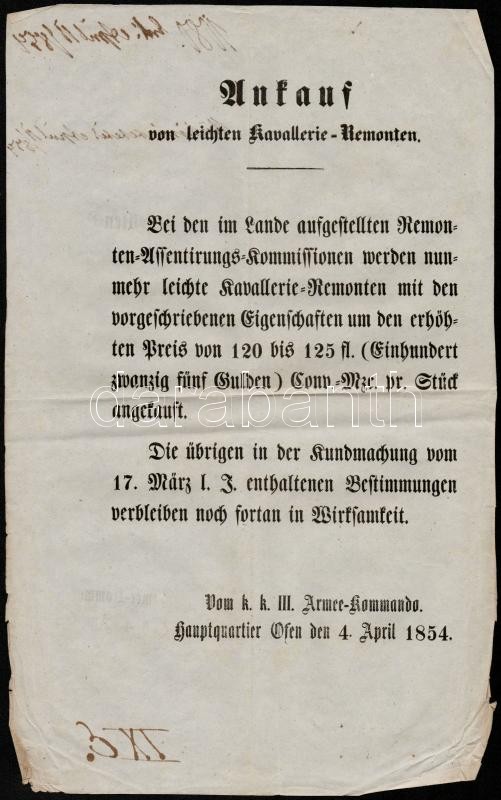 Ankauf
von leichten Kavallerie-Remonten.
Bei den im Lande aufgestellten Remon-
ten-Assentirungs-Kommissionen werden nun-
mehr leichte Kavallerie-Remonten mit den
vorgeschriebenen Eigenschaften um den erhöh-
ten Preis von 120 bis 125 fl. (Einhundert
zwanzig fünf Gulden) Conv.-Mze. pr. Stück
angekauft.
darabanth
Die übrigen in der Kundmachung vom
17. März l. J. enthaltenen Bestimmungen
verbleiben noch fortan in Wirksamkeit.
Vom k. k. III. Armee-Kommando.
Hauptquartier Ofen den 4. April 1854.